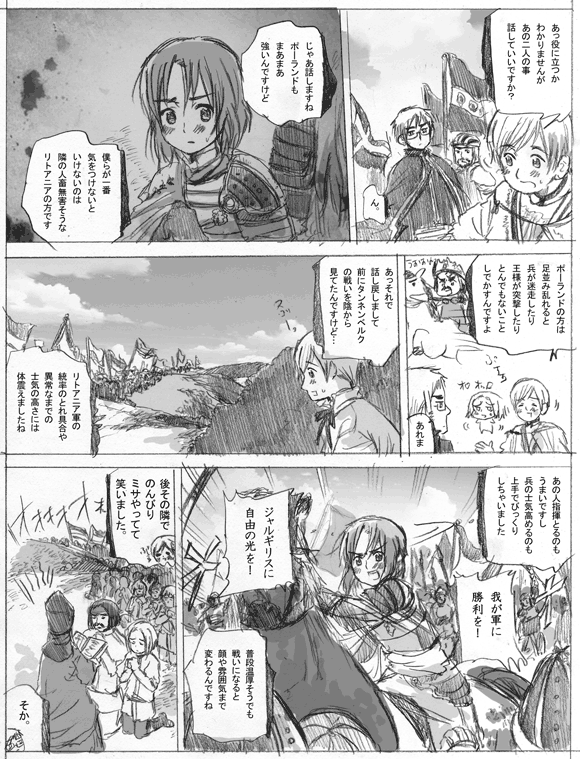 あっ役に立つか
わかりませんが
あの二人の事
話していいですか?
ん。
じゃあ話しますね
ポーランドも
まあまあ
強いんですけど
僕らが一番
気をつけないと
いけないのは
隣の人畜無害そうな
リトアニアの方です
ポーランドの方は
足並み乱れると
兵が迷走したり
王様が突撃したり
とんでもないこと
しでかすんですよ
あれま
あっそれで
話し戻しまして
前にタンネンベルク
の戦いを陰から
見てたんですけど…
リトアニア軍の
統率のとれ具合や
異常なまでの
士気の高さには
体震えましたね
あの人指揮とるのも
うまいですし
兵の士気高めるのも
上手でびっくり
しちゃいました
我が軍に
勝利を!
ジャルギリスに
自由の光を!
普段温厚そうでも
戦いになると
顔や雰囲気まで
変わるんですね
オオオオオ
後その隣で
のんびり
ミサやってて
笑いました。
そか。